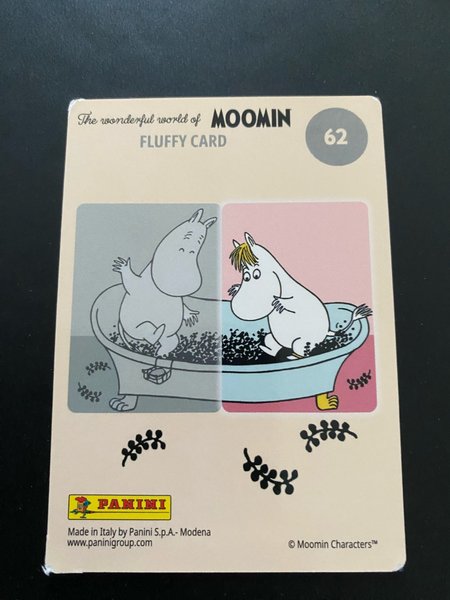 The wonderful world of MOOMIN
FLUFFY CARD
62
PANINI
Made in Italy by Panini S.p.A.- Modena
www.paninigroup.com
© Moomin Characters™